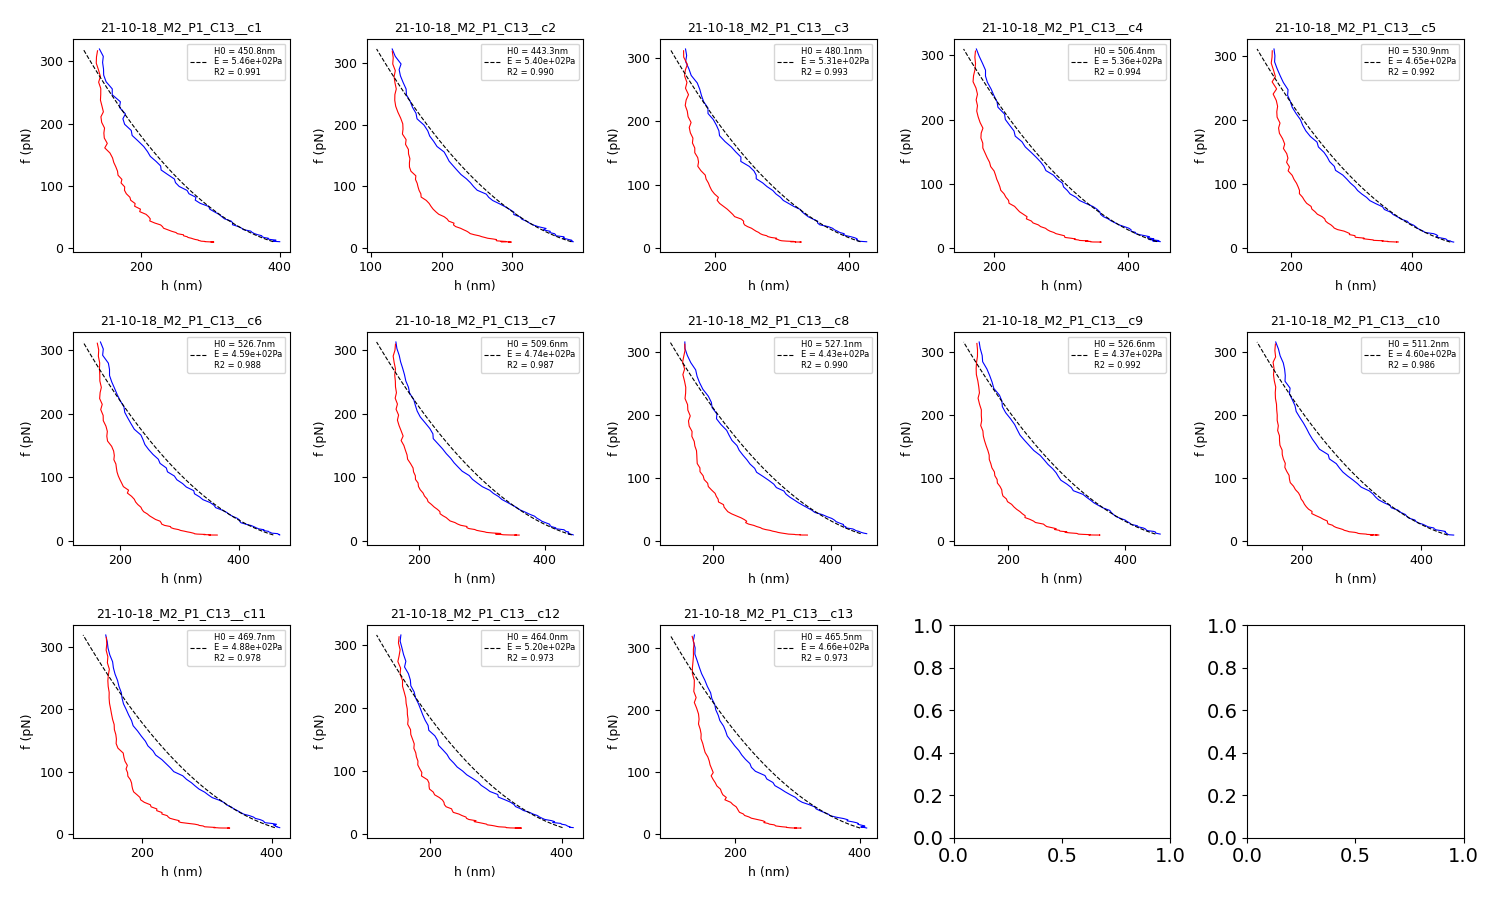 21-10-18_M2_P1_C13__c1
H0 = 450.8nm
E = 5.46e+02Pa
R2 = 0.991
f (pN)
300
200
100
0
200
400
h (nm)
21-10-18_M2_P1_C13__c2
H0 = 443.3nm
E = 5.40e+02Pa
R2 = 0.990
f (pN)
300
200
100
0
100
200
300
h (nm)
21-10-18_M2_P1_C13__c3
H0 = 480.1nm
E = 5.31e+02Pa
R2 = 0.993
f (pN)
300
200
100
0
200
400
h (nm)
21-10-18_M2_P1_C13__c4
H0 = 506.4nm
E = 5.36e+02Pa
R2 = 0.994
f (pN)
300
200
100
0
200
400
h (nm)
21-10-18_M2_P1_C13__c5
H0 = 530.9nm
E = 4.65e+02Pa
R2 = 0.992
f (pN)
300
200
100
0
200
400
h (nm)
21-10-18_M2_P1_C13__c6
H0 = 526.7nm
E = 4.59e+02Pa
R2 = 0.988
f (pN)
300
200
100
0
200
400
h (nm)
21-10-18_M2_P1_C13__c7
H0 = 509.6nm
E = 4.74e+02Pa
R2 = 0.987
f (pN)
300
200
100
0
200
400
h (nm)
21-10-18_M2_P1_C13__c8
H0 = 527.1nm
E = 4.43e+02Pa
R2 = 0.990
f (pN)
300
200
100
0
200
400
h (nm)
21-10-18_M2_P1_C13__c9
H0 = 526.6nm
E = 4.37e+02Pa
R2 = 0.992
f (pN)
300
200
100
0
200
400
h (nm)
21-10-18_M2_P1_C13__c10
H0 = 511.2nm
E = 4.60e+02Pa
R2 = 0.986
f (pN)
300
200
100
0
200
400
h (nm)
21-10-18_M2_P1_C13__c11
H0 = 469.7nm
E = 4.88e+02Pa
R2 = 0.978
f (pN)
300
200
100
0
200
400
h (nm)
21-10-18_M2_P1_C13__c12
H0 = 464.0nm
E = 5.20e+02Pa
R2 = 0.973
f (pN)
300
200
100
0
200
400
h (nm)
21-10-18_M2_P1_C13__c13
H0 = 465.5nm
E = 4.66e+02Pa
R2 = 0.973
f (pN)
300
200
100
0
200
400
h (nm)
1.0
0.8
0.6
0.4
0.2
0.0
0.0
0.5
1.0
1.0
0.8
0.6
0.4
0.2
0.0
0.0
0.5
1.0